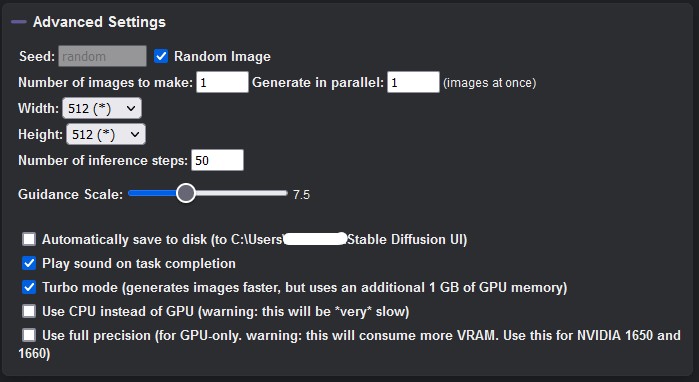 Advanced Settings
Seed: random Random Image
Number of images to make: 1 Generate in parallel: 1 (images at once)
Width: 512 (*)
Height: 512 (*)
Number of inference steps: 50
Guidance Scale: 7.5
Automatically save to disk (to C:\Users\ Stable Diffusion UI)
Play sound on task completion
Turbo mode (generates images faster, but uses an additional 1 GB of GPU memory)
Use CPU instead of GPU (warning: this will be *very* slow)
Use full precision (for GPU-only. warning: this will consume more VRAM. Use this for NVIDIA 1650 and
1660)